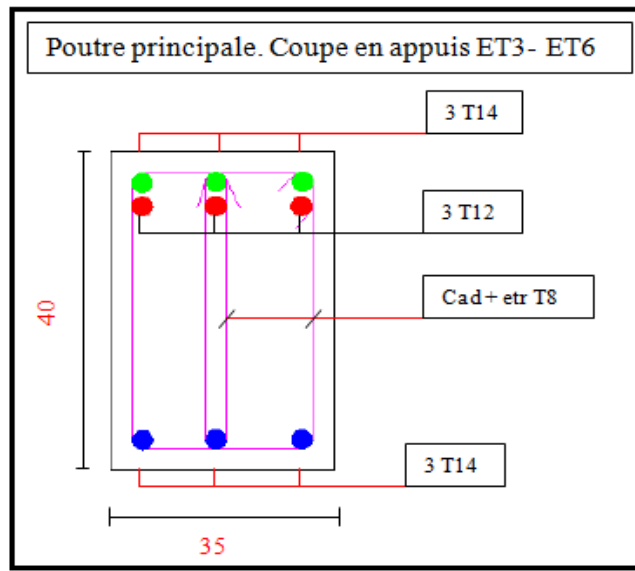 Poutre principale. Coupe en appuis ET3- ET6
3 T14
3 T12
Cad+ etr T8
40
3 T14
35